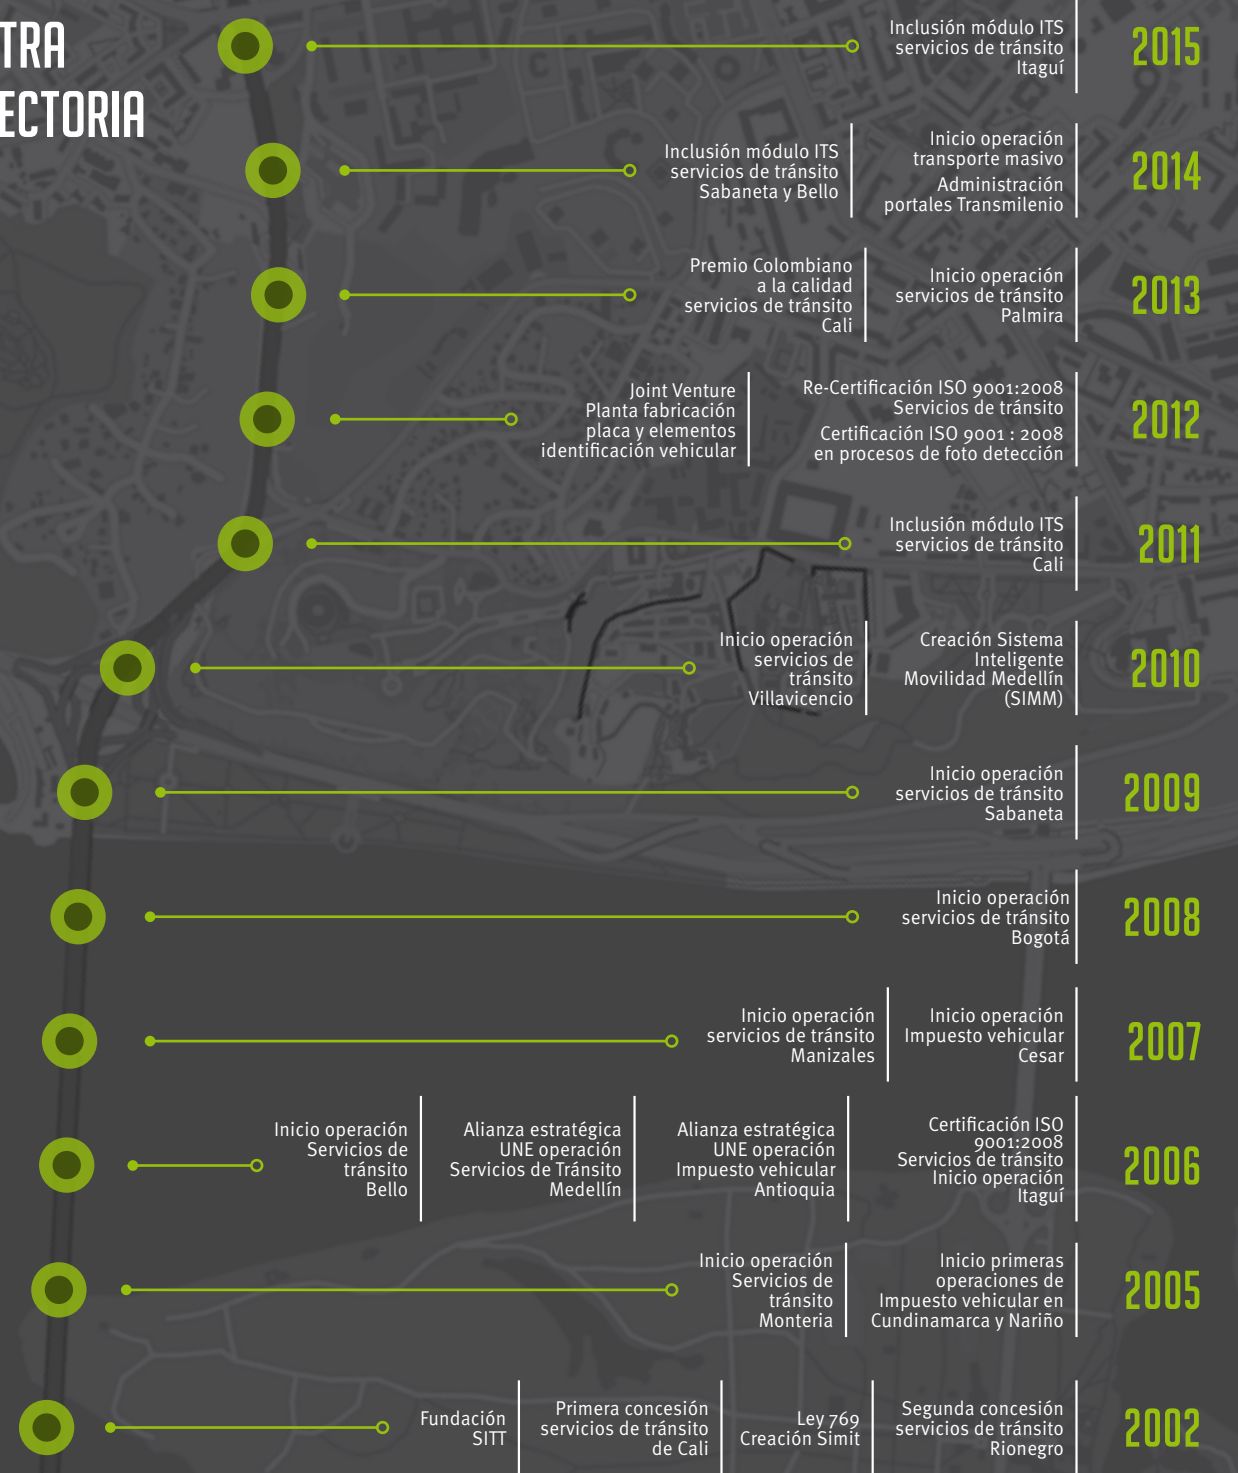 TRA
ECTORIA
Inclusión módulo ITS
servicios de tránsito
Itaguí
2015
Inclusión módulo ITS
servicios de tránsito
Sabaneta y Bello
Inicio operación
transporte masivo
Administración
portales Transmilenio
2014
Premio Colombiano
a la calidad
servicios de tránsito
Cali
Inicio operación
servicios de tránsito
Palmira
2013
Joint Venture
Planta fabricación
placa y elementos
identificación vehicular
Re-Certificación ISO 9001:2008
Servicios de tránsito
Certificación ISO 9001 : 2008
en procesos de foto detección
2012
Inclusión módulo ITS
servicios de tránsito
Cali
2011
Inicio operación
servicios de
tránsito
Villavicencio
Creación Sistema
Inteligente
Movilidad Medellín
(SIMM)
2010
Inicio operación
servicios de tránsito
Sabaneta
2009
Inicio operación
servicios de tránsito
Bogotá
2008
Inicio operación
servicios de tránsito
Manizales
Inicio operación
Impuesto vehicular
Cesar
2007
Inicio operación
Servicios de
tránsito
Bello
Alianza estratégica
UNE operación
Servicios de Tránsito
Medellín
Alianza estratégica
UNE operación
Impuesto vehicular
Antioquia
Certificación ISO
9001:2008
Servicios de tránsito
Inicio operación
Itaguí
2006
Inicio operación
Servicios de
tránsito
Monteria
Inicio primeras
operaciones de
Impuesto vehicular en
Cundinamarca y Nariño
2005
Fundación
SITT
Primera concesión
servicios de tránsito
de Cali
Ley 769
Creación Simit
Segunda concesión
servicios de tránsito
Rionegro
2002